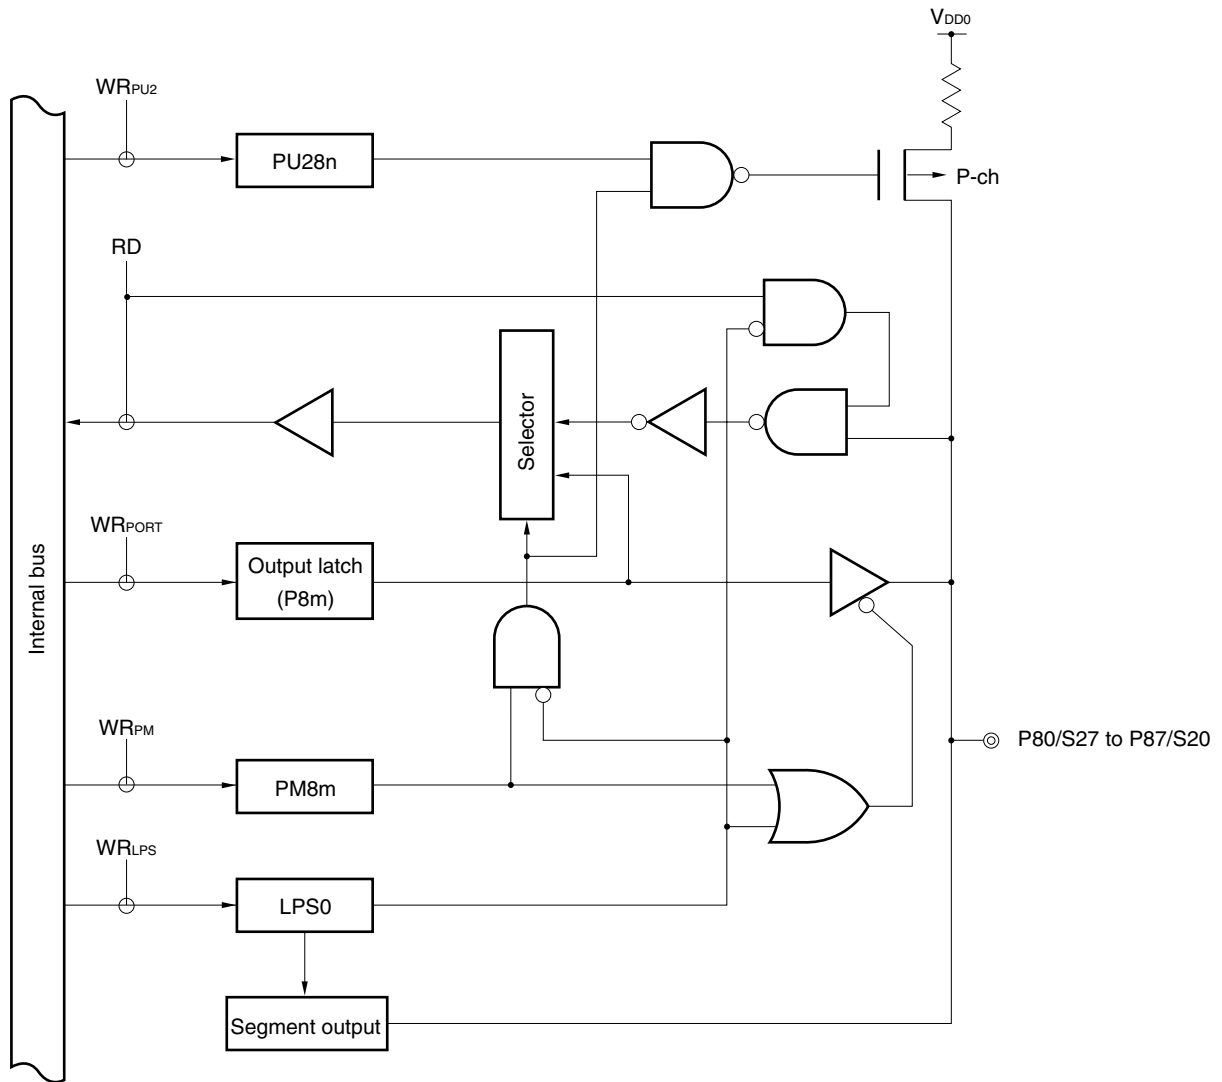 VDD0
WRPU2
PU28n
P-ch
RD
Selector
WRPORT
Output latch
(P8m)
Internal bus
WRPM
P80/S27 to P87/S20
PM8m
WRLPS
LPS0
Segment output